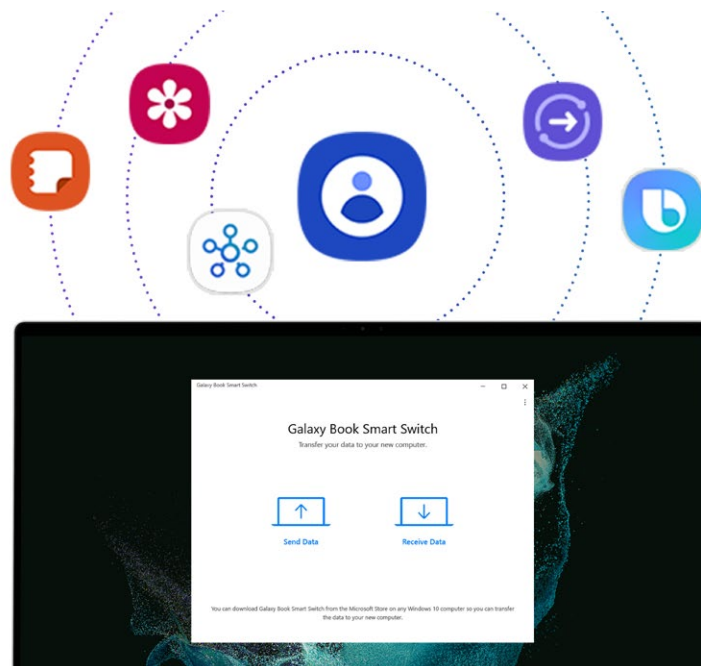 Galaxy Book Smart Switch
Galaxy Book Smart Switch
Transfer your data to your new computer.
Send Data
Receive Data
You can download Galaxy Book Smart Switch from the Microsoft Store on any Windows 10 computer so you can transfer
the data to your new computer.